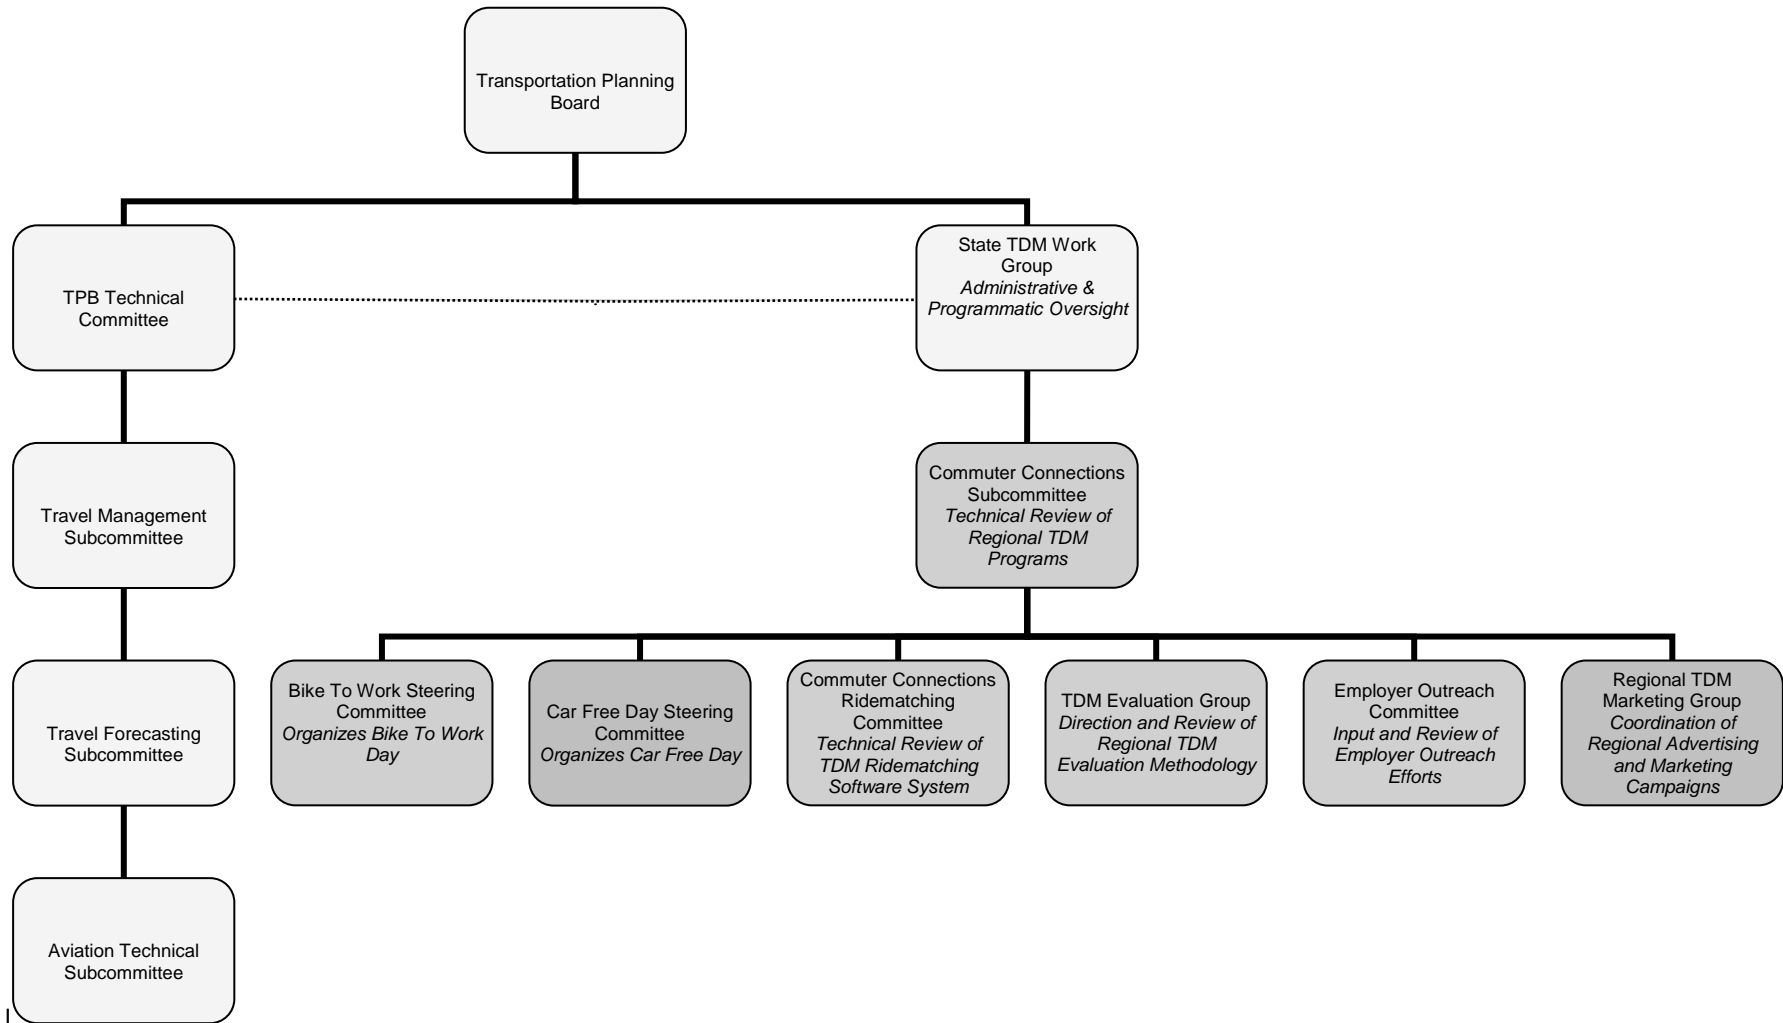 Transportation Planning
Board
TPB Technical
Committee
State TDM Work
Group
Administrative &
Programmatic Oversight
Travel Management
Subcommittee
Commuter Connections
Subcommittee
Technical Review of
Regional TDM
Programs
Travel Forecasting
Subcommittee
Bike To Work Steering
Committee
Organizes Bike To Work
Day
Car Free Day Steering
Committee
Organizes Car Free Day
Commuter Connections
Ridematching
Committee
Technical Review of
TDM Ridematching
Software System
TDM Evaluation Group
Direction and Review of
Regional TDM
Evaluation Methodology
Employer Outreach
Committee
Input and Review of
Employer Outreach
Efforts
Regional TDM
Marketing Group
Coordination of
Regional Advertising
and Marketing
Campaigns
Aviation Technical
Subcommittee